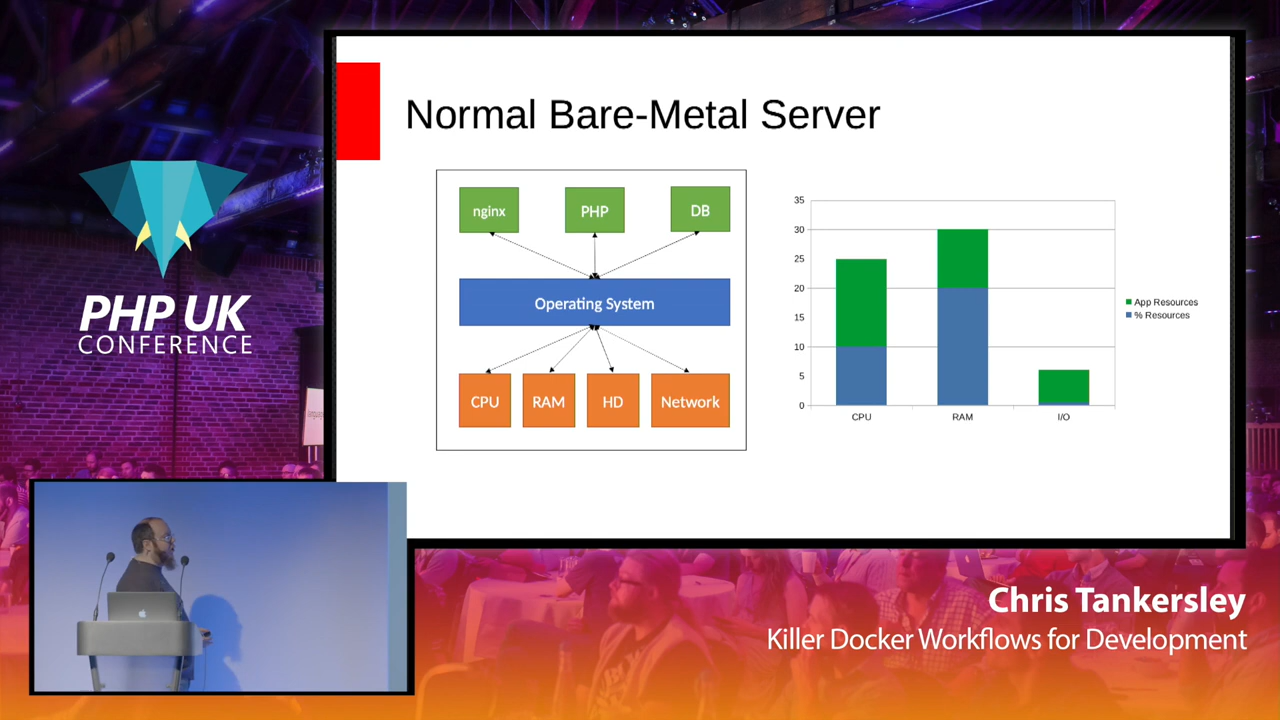 Normal Bare-Metal Server
nginx
PHP
DB
Operating System
CPU
RAM
HD
Network
35
30
25
20
15
10
5
0
CPU
RAM
I/O
App Resources
% Resources
PHP UK
CONFERENCE
Chris Tankersley
Killer Docker Workflows for Development